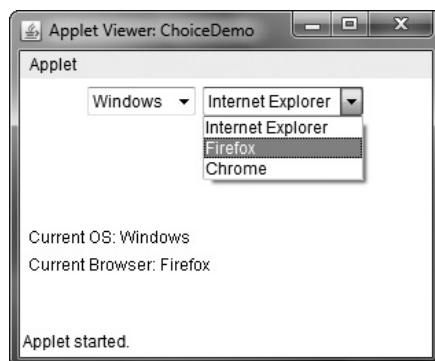 Applet Viewer: ChoiceDemo
Applet
Windows Internet Explorer
Internet Explorer
Firefox
Chrome
Current OS: Windows
Current Browser: Firefox
Applet started.